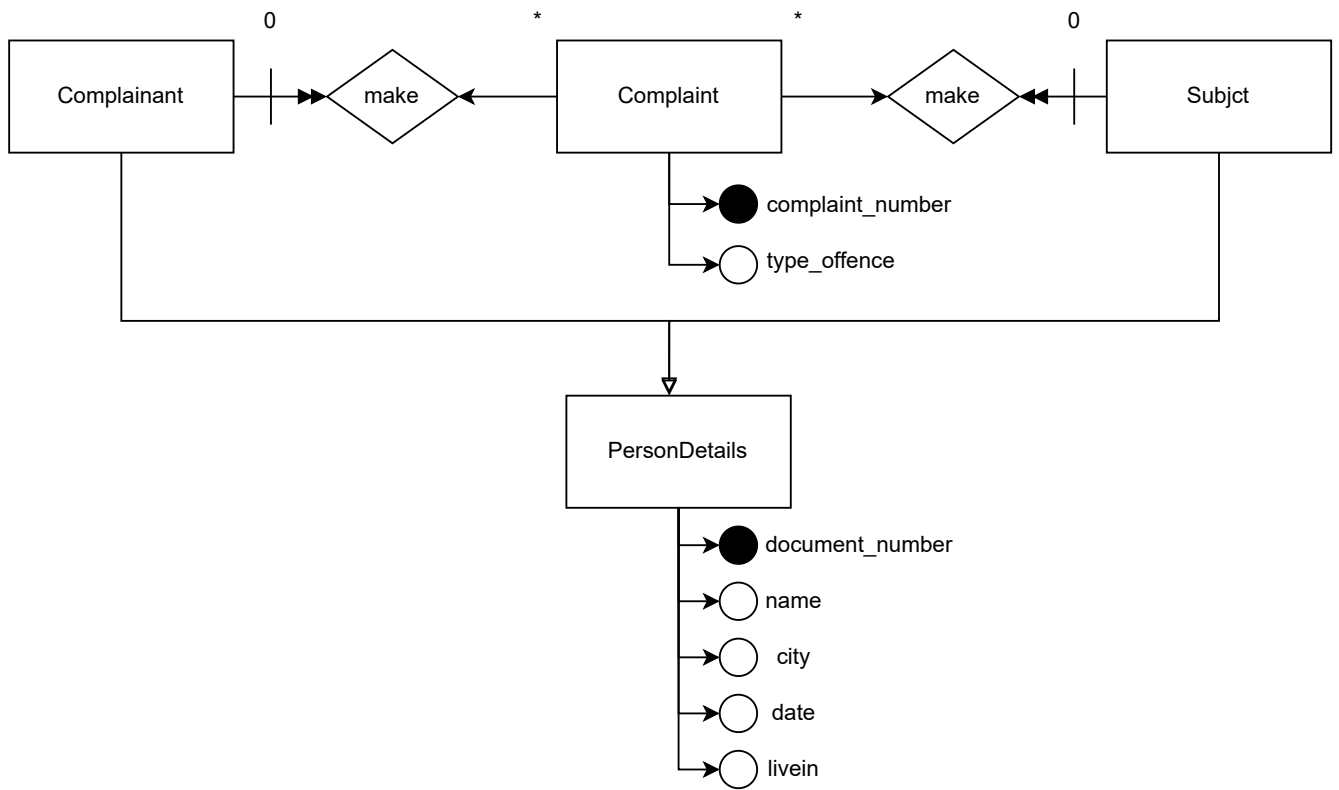 0
*
*
0
Complainant
make
Complaint
make
Subjct
complaint_number
type_offence
PersonDetails
document_number
name
city
date
livein